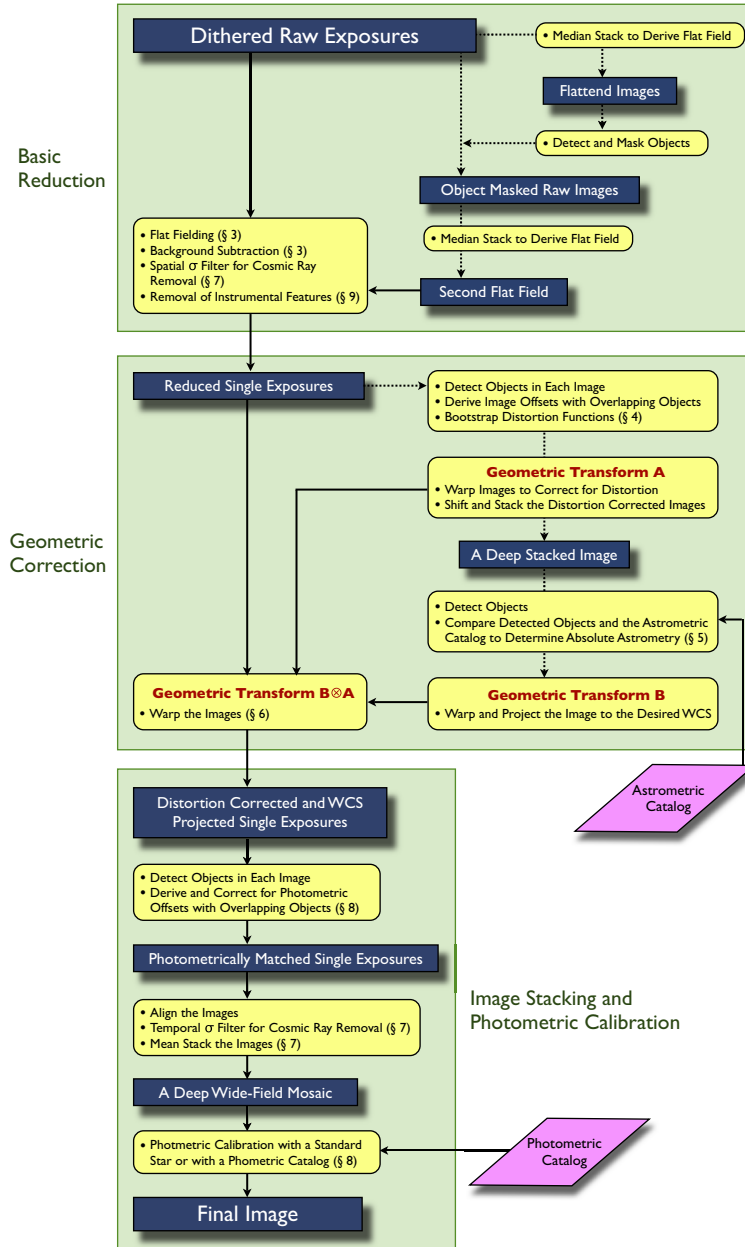 Dithered Raw Exposures
• Median Stack to Derive Flat Field
Flattend Images
• Detect and Mask Objects
Basic
Reduction
Object Masked Raw Images
• Median Stack to Derive Flat Field
Second Flat Field
• Flat Fielding (§ 3)
• Background Subtraction (§ 3)
• Spatial σ Filter for Cosmic Ray
Removal (§ 7)
• Removal of Instrumental Features (§ 9)
Reduced Single Exposures
• Detect Objects in Each Image
• Derive Image Offsets with Overlapping Objects
• Bootstrap Distortion Functions (§ 4)
Geometric Transform A
• Warp Images to Correct for Distortion
• Shift and Stack the Distortion Corrected Images
Geometric
Correction
A Deep Stacked Image
• Detect Objects
• Compare Detected Objects and the Astrometric
Catalog to Determine Absolute Astrometry (§ 5)
Geometric Transform B⊗A
• Warp the Images (§ 6)
Geometric Transform B
• Warp and Project the Image to the Desired WCS
Astrometric
Catalog
Distortion Corrected and WCS
Projected Single Exposures
• Detect Objects in Each Image
• Derive and Correct for Photometric
Offsets with Overlapping Objects (§ 8)
Photometrically Matched Single Exposures
Image Stacking and
Photometric Calibration
• Align the Images
• Temporal σ Filter for Cosmic Ray Removal (§ 7)
• Mean Stack the Images (§ 7)
A Deep Wide-Field Mosaic
• Photmetric Calibration with a Standard
Star or with a Phometric Catalog (§ 8)
Photometric
Catalog
Final Image